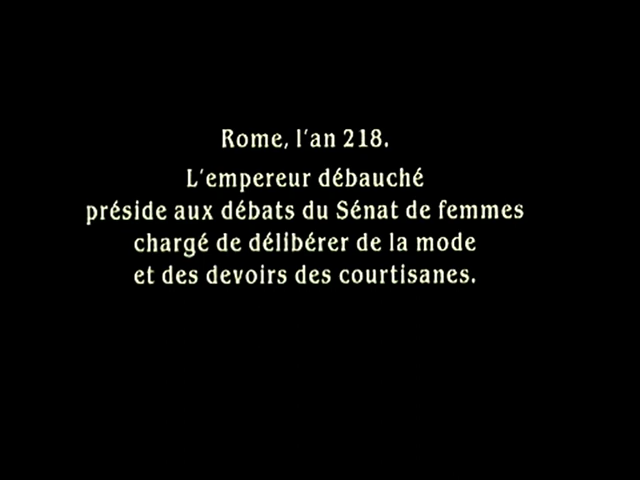 Rome, l'an 218.
L'empereur débauché
préside aux débats du Sénat de femmes
chargé de délibérer de la mode
et des devoirs des courtisanes.